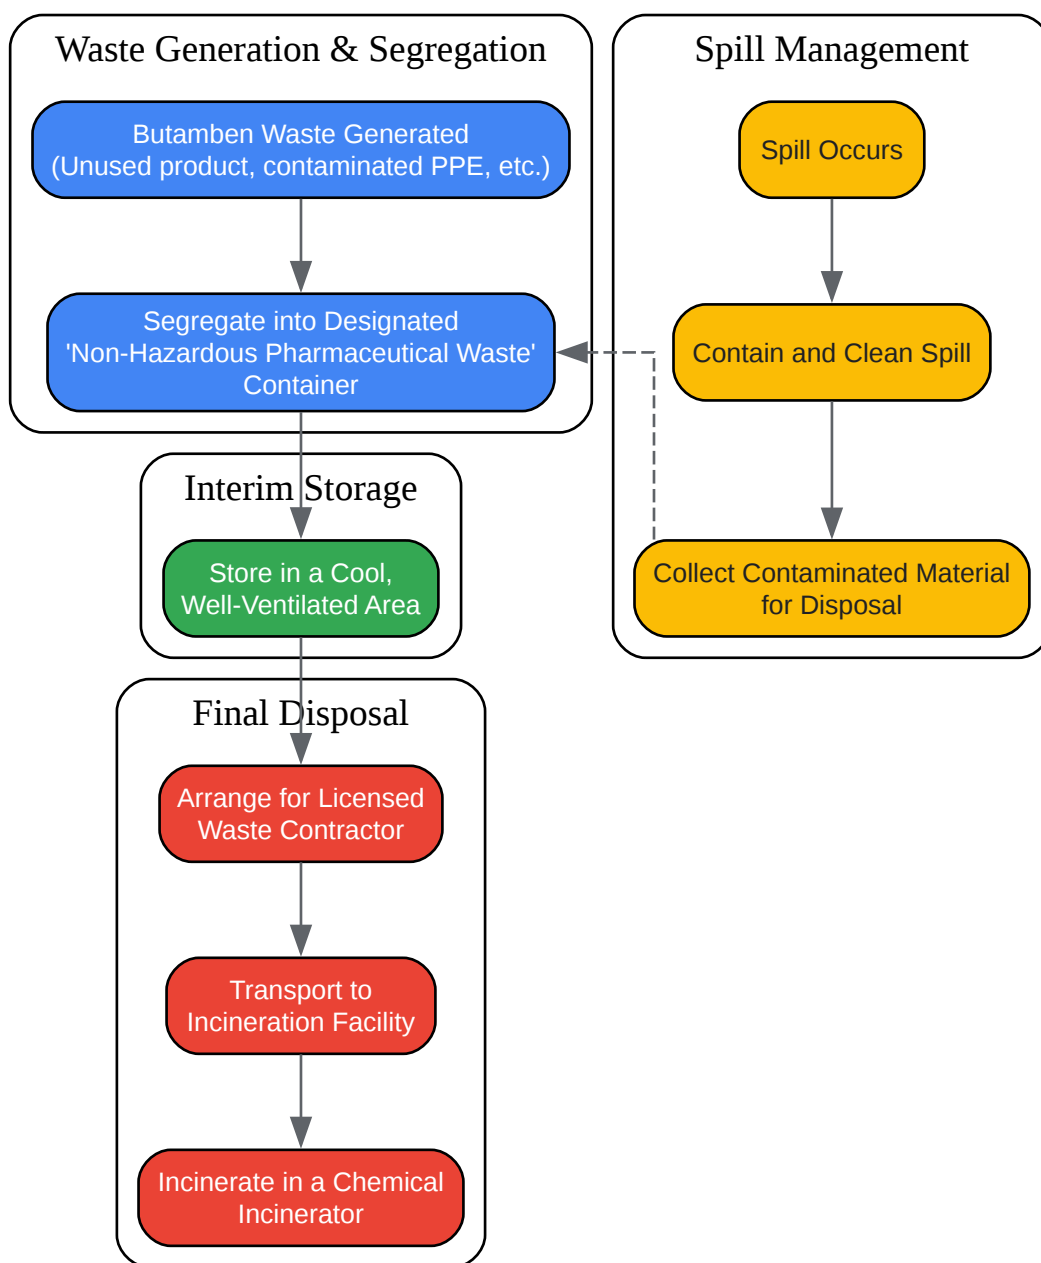 Waste Generation & Segregation
Butamben Waste Generated
(Unused product, contaminated PPE, etc.)
Segregate into Designated
'Non-Hazardous Pharmaceutical Waste'
Container
Interim Storage
Store in a Cool,
Well-Ventilated Area
Final Disposal
Arrange for Licensed
Waste Contractor
Transport to
Incineration Facility
Incinerate in a Chemical
Incinerator
Spill Management
Spill Occurs
Contain and Clean Spill
Collect Contaminated Material
for Disposal